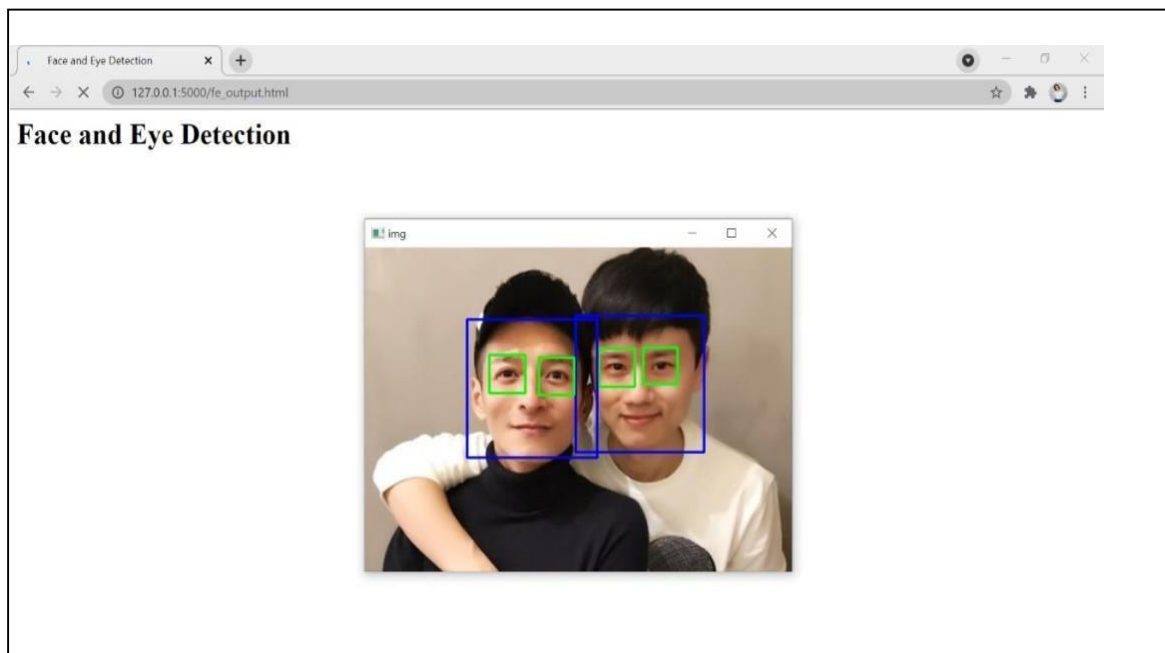 Face and Eye Detection
127.0.0.1:5000/fe_output.html
Face and Eye Detection
img